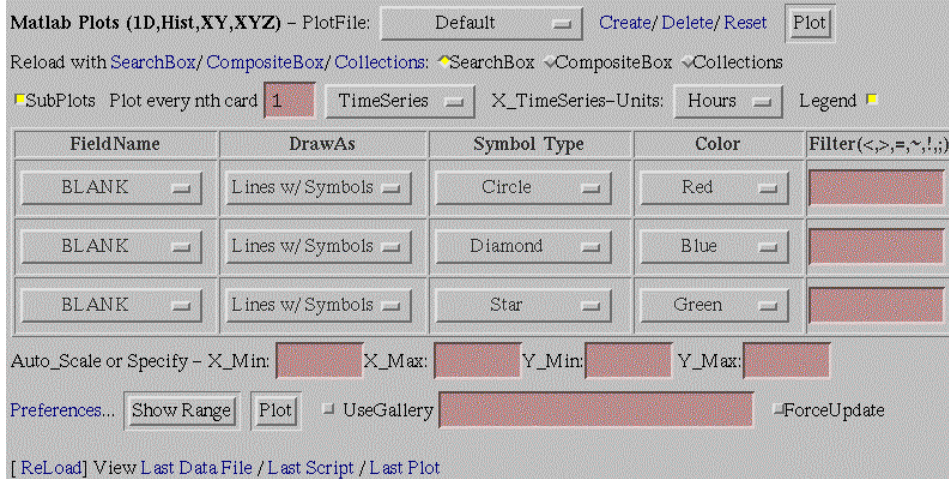 Matlab Plots (1D,Hist,XY,XYZ) – PlotFile: Default Create/ Delete/ Reset Plot
Reload with SearchBox/ CompositeBox/ Collections: SearchBox CompositeBox Collections
SubPlots Plot every nth card 1 TimeSeries X_TimeSeries-Units: Hours Legend
FieldName DrawAs Symbol Type Color Filter(<,>,=,~,!,;)
BLANK Lines w/ Symbols Circle Red
BLANK Lines w/ Symbols Diamond Blue
BLANK Lines w/ Symbols Star Green
Auto_Scale or Specify – X_Min: X_Max: Y_Min: Y_Max:
Preferences... Show Range Plot UseGallery ForceUpdate
[ ReLoad] View Last Data File / Last Script / Last Plot